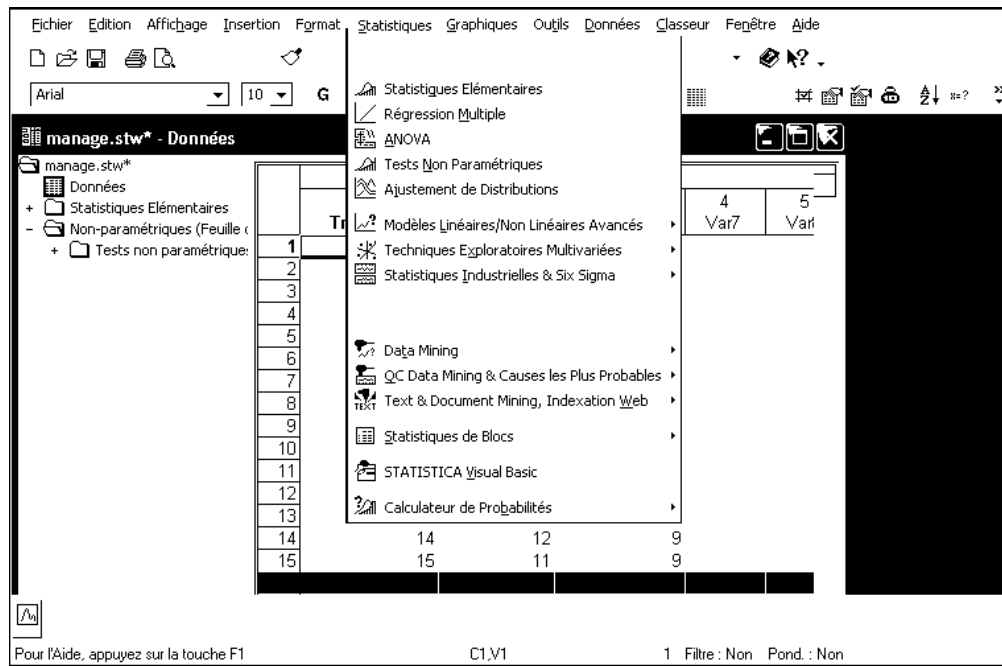 Fichier Edition Affichage Insertion Format Statistiques Graphiques Outils Données Classeur Fenêtre Aide
Arial 10 G
manage.stw* - Données
manage.stw*
Données
+ Statistiques Elémentaires
- Non-paramétriques (Feuille
+ Tests non paramétriques
Statistiques Elémentaires
Régression Multiple
ANOVA
Tests Non Paramétriques
Ajustement de Distributions
Modèles Linéaires/Non Linéaires Avancés
Techniques Exploratoires Multivariées
Statistiques Industrielles & Six Sigma
Data Mining
QC Data Mining & Causes les Plus Probables
Text & Document Mining, Indexation Web
Statistiques de Blocs
STATISTICA Visual Basic
Calculateur de Probabilités
4 5
Tr Var7
1
2
3
4
5
6
7
8
9
10
11
12
13
14 14 12 9
15 15 11 9
Pour l'Aide, appuyez sur la touche F1 C1,V1 1 Filtre : Non Pond. : Non